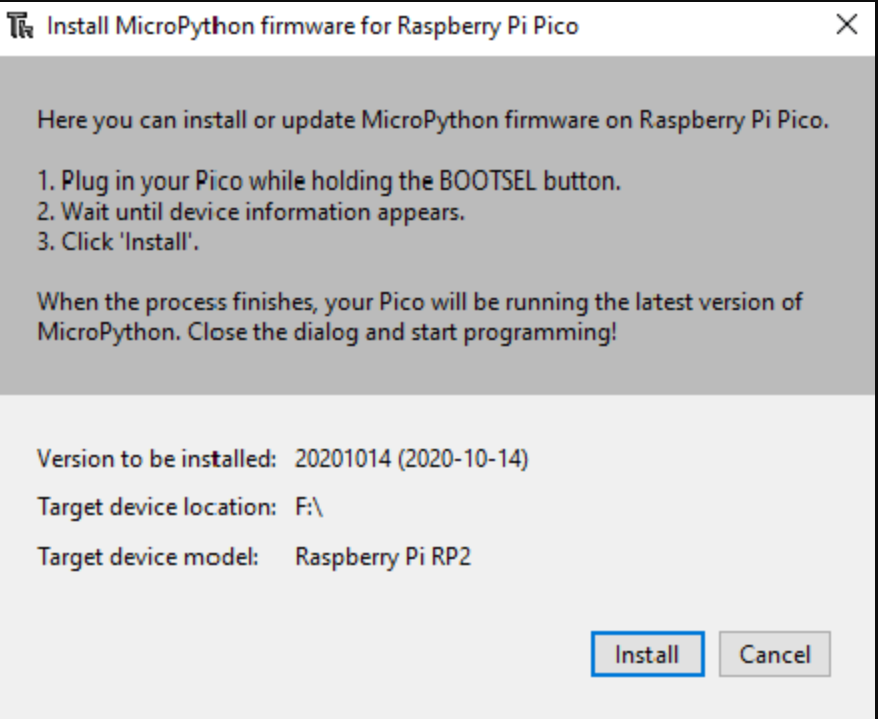 Install MicroPython firmware for Raspberry Pi Pico
Here you can install or update MicroPython firmware on Raspberry Pi Pico.
1. Plug in your Pico while holding the BOOTSEL button.
2. Wait until device information appears.
3. Click 'Install'.
When the process finishes, your Pico will be running the latest version of
MicroPython. Close the dialog and start programming!
Version to be installed: 20201014 (2020-10-14)
Target device location: F:\
Target device model: Raspberry Pi RP2
Install Cancel